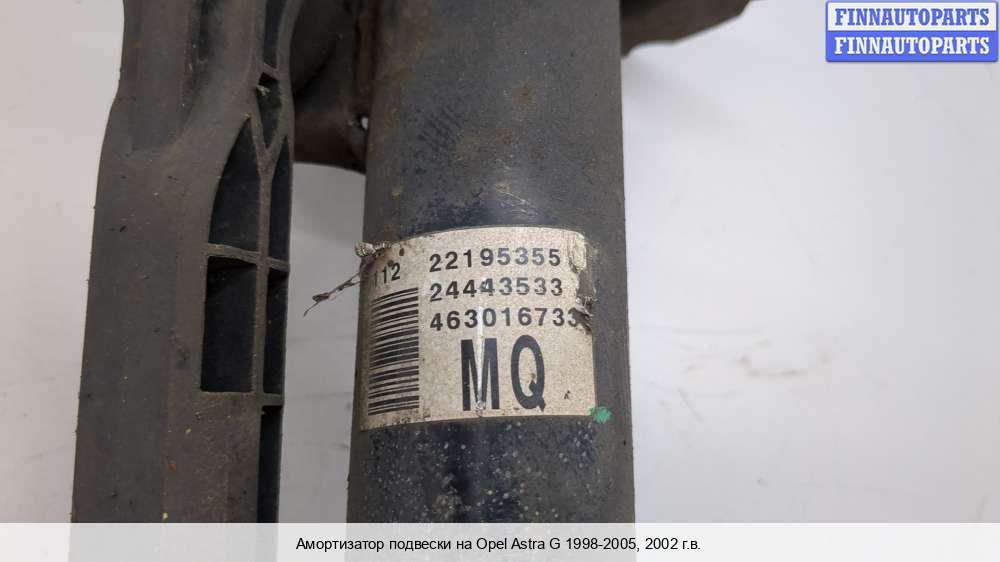 FINNAUTOPARTS
FINNAUTOPARTS
112 22195355
24443533
463016733
MQ
Амортизатор подвески на Opel Astra G 1998-2005, 2002 г.в.